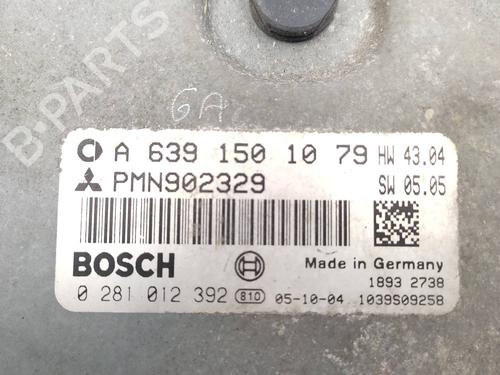 B-PARTS
GA
A 639 150 10 79 HW 43.04
PMN902329 SW 05.05
BOSCH
Made in Germany
1893 2738
0 281 012 392 810 05-10-04 1039S09258